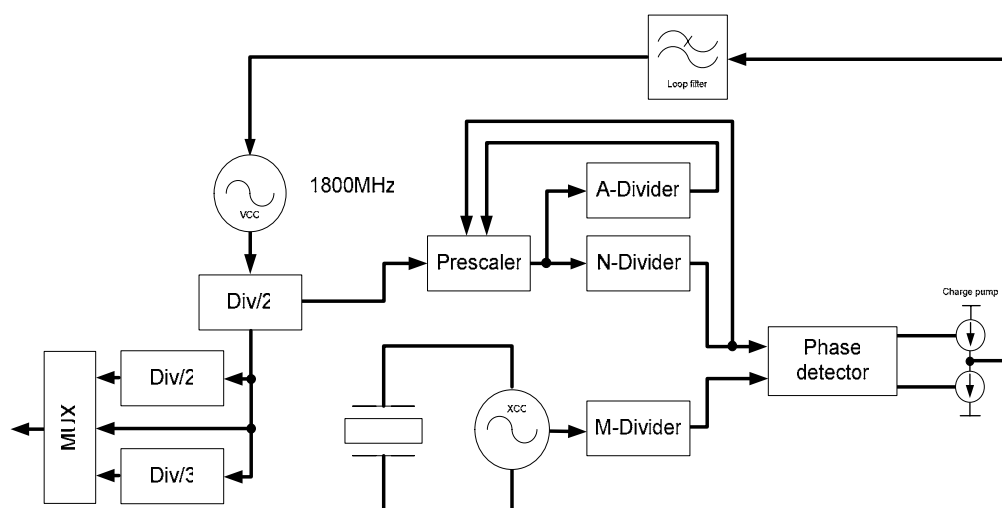 Loop filter
1800MHz
VCC
A-Divider
Prescaler
N-Divider
Div/2
Charge pump
Phase
detector
Div/2
MUX
XCC
M-Divider
Div/3